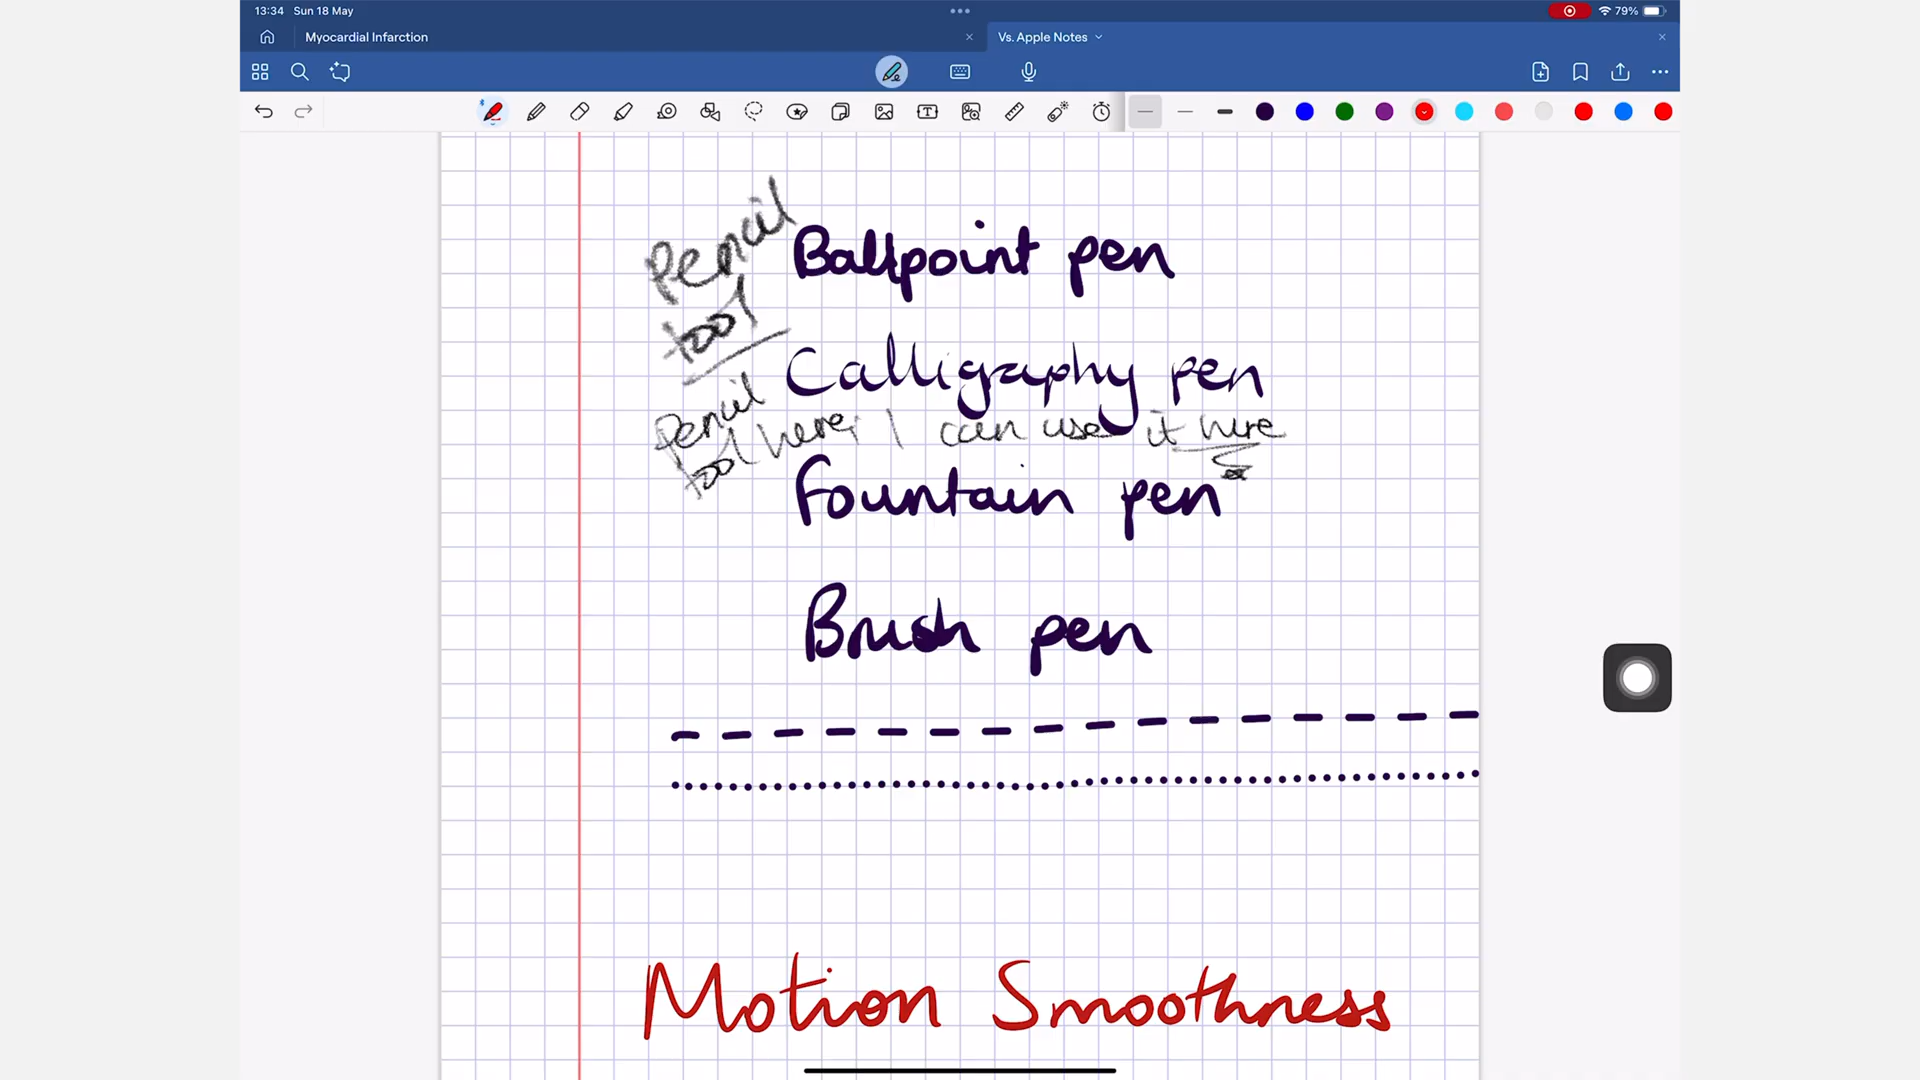 13:34 Sun 18 May
79%
Myocardial Infarction
Vs. Apple Notes
Pencil
tool
Ballpoint pen
Calligraphy pen
Pencil
tool here, I can use it here
Fountain pen
Brush pen
Motion Smoothness